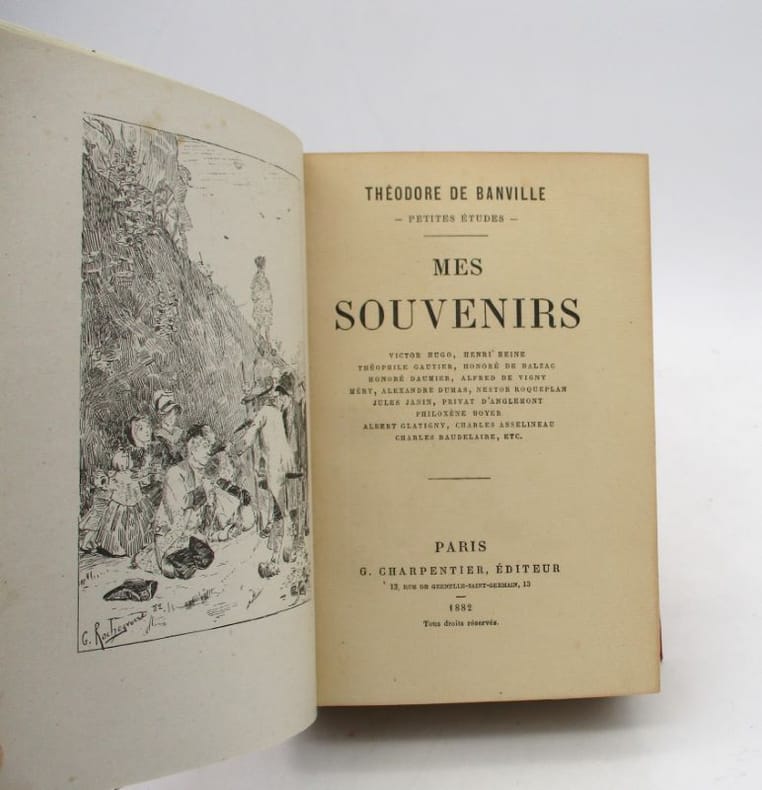 G. Rochegrosse 82
THÉODORE DE BANVILLE
— PETITES ÉTUDES —
MES
SOUVENIRS
VICTOR HUGO, HENRI HEINE
THÉOPHILE GAUTIER, HONORÉ DE BALZAC
HONORÉ DAUMIER, ALFRED DE VIGNY
MÉRY, ALEXANDRE DUMAS, NESTOR ROQUEPLAN
JULES JANIN, PRIVAT D'ANGLEMONT
PHILOXÈNE BOYER
ALBERT GLATIGNY, CHARLES ASSELINEAU
CHARLES BAUDELAIRE, ETC.
PARIS
G. CHARPENTIER, ÉDITEUR
13, RUE DE GRENELLE-SAINT-GERMAIN, 13
1882
Tous droits réservés.